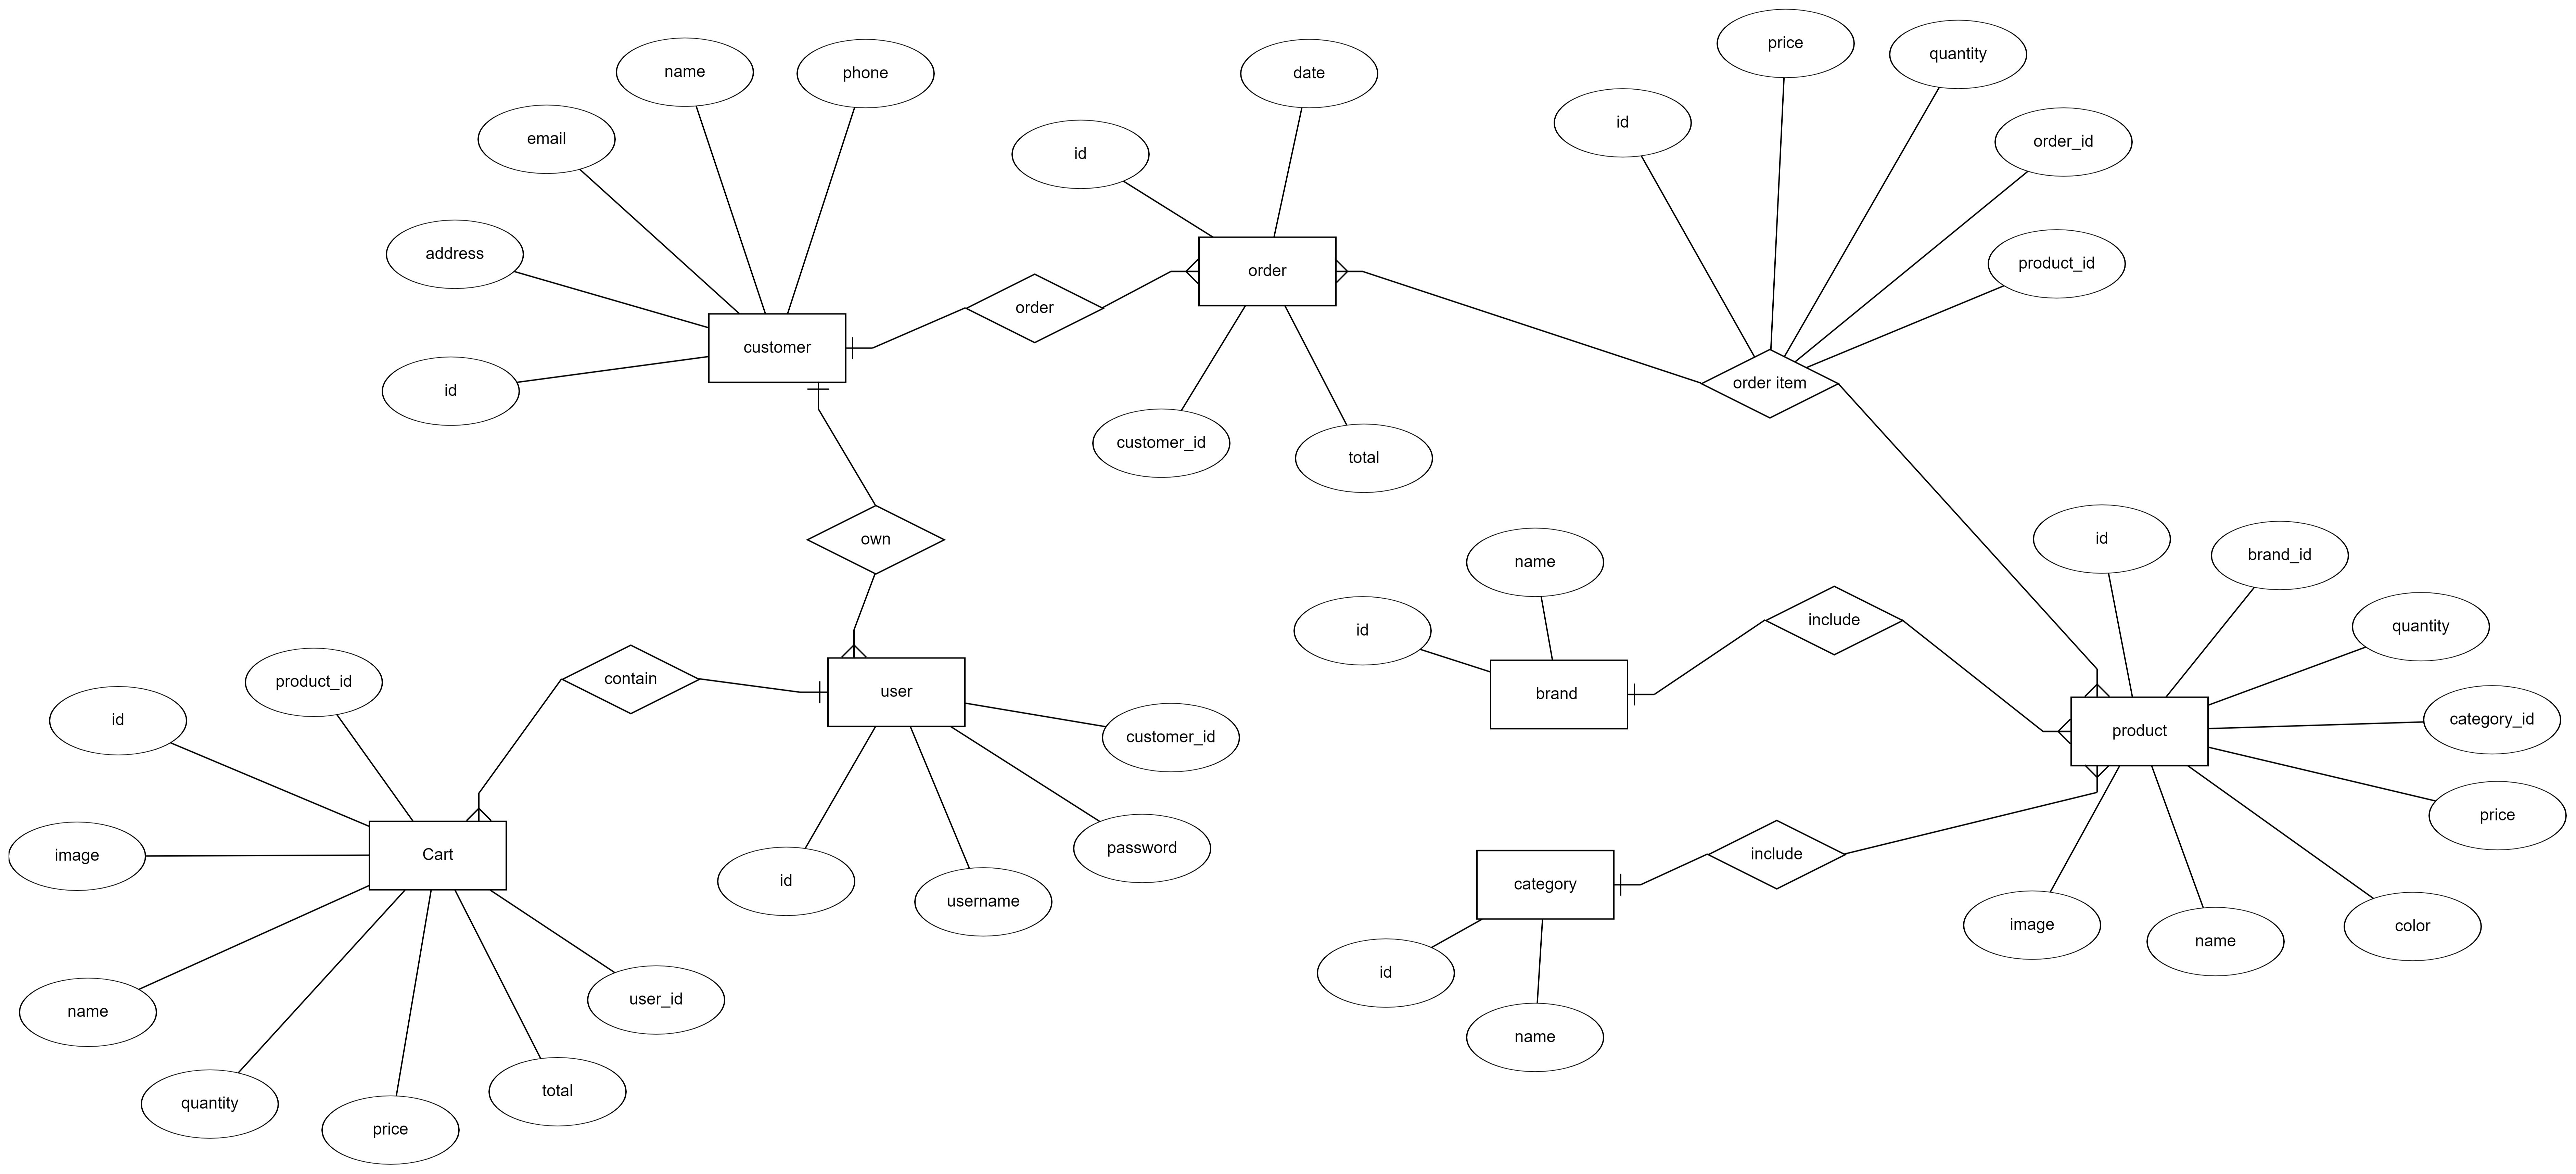 price
quantity
name
phone
date
id
email
order_id
id
address
product_id
order
order
customer
order item
id
customer_id
total
own
id
brand_id
name
include
quantity
id
contain
product_id
user
brand
category_id
id
product
customer_id
price
password
include
Cart
image
id
category
username
image
color
name
id
user_id
name
name
total
quantity
price